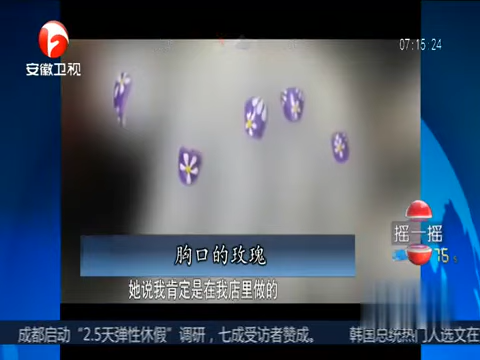 07:15:24
安徽卫视
摇一摇
胸口的玫瑰
她说我肯定是在我店里做的
成都启动“2.5天弹性休假”调研，七成受访者赞成。 韩国总统热门人选文在